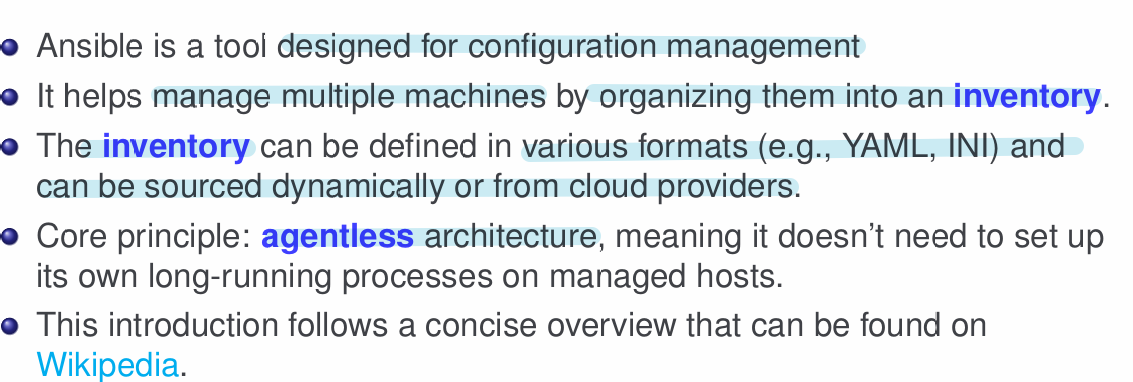 Ansible is a tool designed for configuration management
It helps manage multiple machines by organizing them into an inventory.
The inventory can be defined in various formats (e.g., YAML, INI) and
can be sourced dynamically or from cloud providers.
Core principle: agentless architecture, meaning it doesn't need to set up
its own long-running processes on managed hosts.
This introduction follows a concise overview that can be found on
Wikipedia.